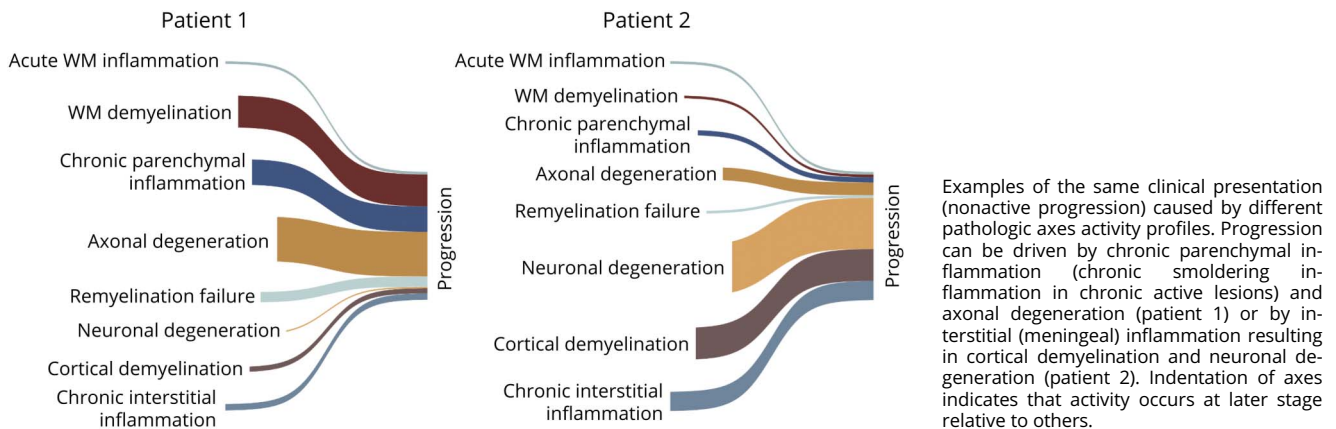 Patient 1
Acute WM inflammation
WM demyelination
Chronic parenchymal
inflammation
Axonal degeneration
Remyelination failure
Neuronal degeneration
Cortical demyelination
Chronic interstitial
inflammation
Progression
Patient 2
Acute WM inflammation
WM demyelination
Chronic parenchymal
inflammation
Axonal degeneration
Remyelination failure
Neuronal degeneration
Cortical demyelination
Chronic interstitial
inflammation
Progression
Examples of the same clinical presentation
(nonactive progression) caused by different
pathologic axes activity profiles. Progression
can be driven by chronic parenchymal in-
flammation (chronic smoldering in-
flammation in chronic active lesions) and
axonal degeneration (patient 1) or by in-
terstitial (meningeal) inflammation resulting
in cortical demyelination and neuronal de-
generation (patient 2). Indentation of axes
indicates that activity occurs at later stage
relative to others.